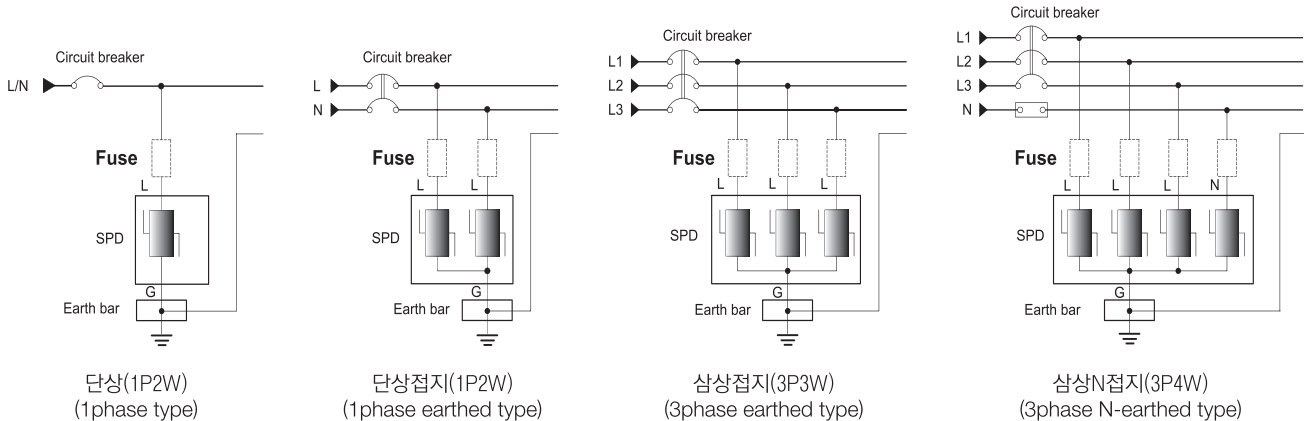 Circuit breaker
L/N
Fuse
L
SPD
G
Earth bar
단상(1P2W)
(1phase type)
Circuit breaker
L
N
Fuse
L
L
SPD
G
Earth bar
단상접지(1P2W)
(1phase earthed type)
Circuit breaker
L1
L2
L3
Fuse
L
L
L
SPD
G
Earth bar
삼상접지(3P3W)
(3phase earthed type)
Circuit breaker
L1
L2
L3
N
Fuse
L
L
L
N
SPD
G
Earth bar
삼상N접지(3P4W)
(3phase N-earthed type)